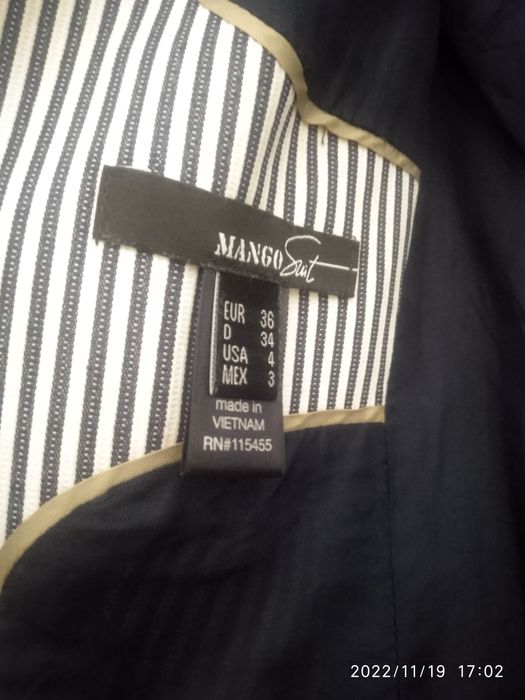 MANGO Suit
EUR 36
D 34
USA 4
MEX 3
made in
VIETNAM
RN#115455
2022/11/19 17:02